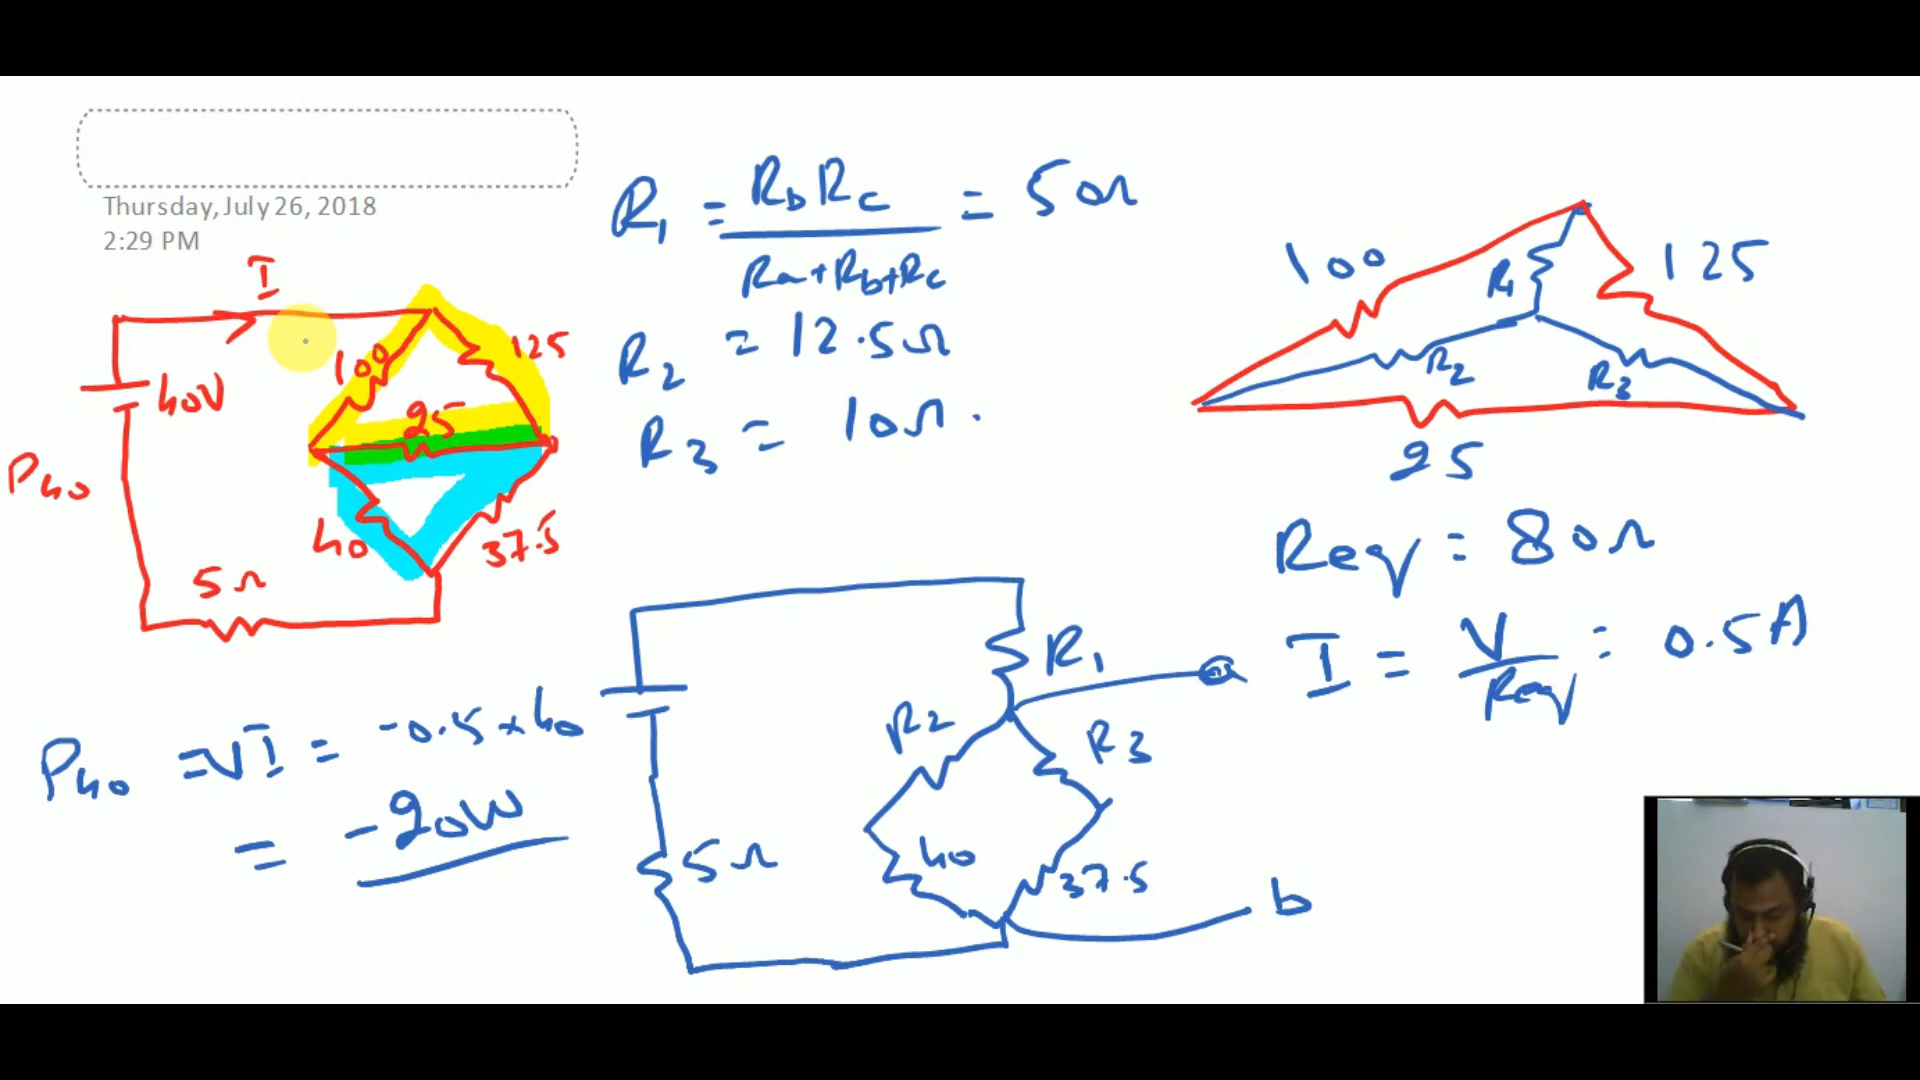 Thursday, July 26, 2018
2:29 PM
I
40V
100
125
25
40
37.5
P40
5Ω
R1 = RbRc / Ra+Rb+Rc = 50Ω
R2 = 12.5Ω
R3 = 10Ω.
100
125
R1
R2
R3
25
Req = 80Ω
I = V / Req = 0.5A
P40 = VI = -0.5 x 40
= -20W
R1
a
R2
R3
5Ω
40
37.5
b